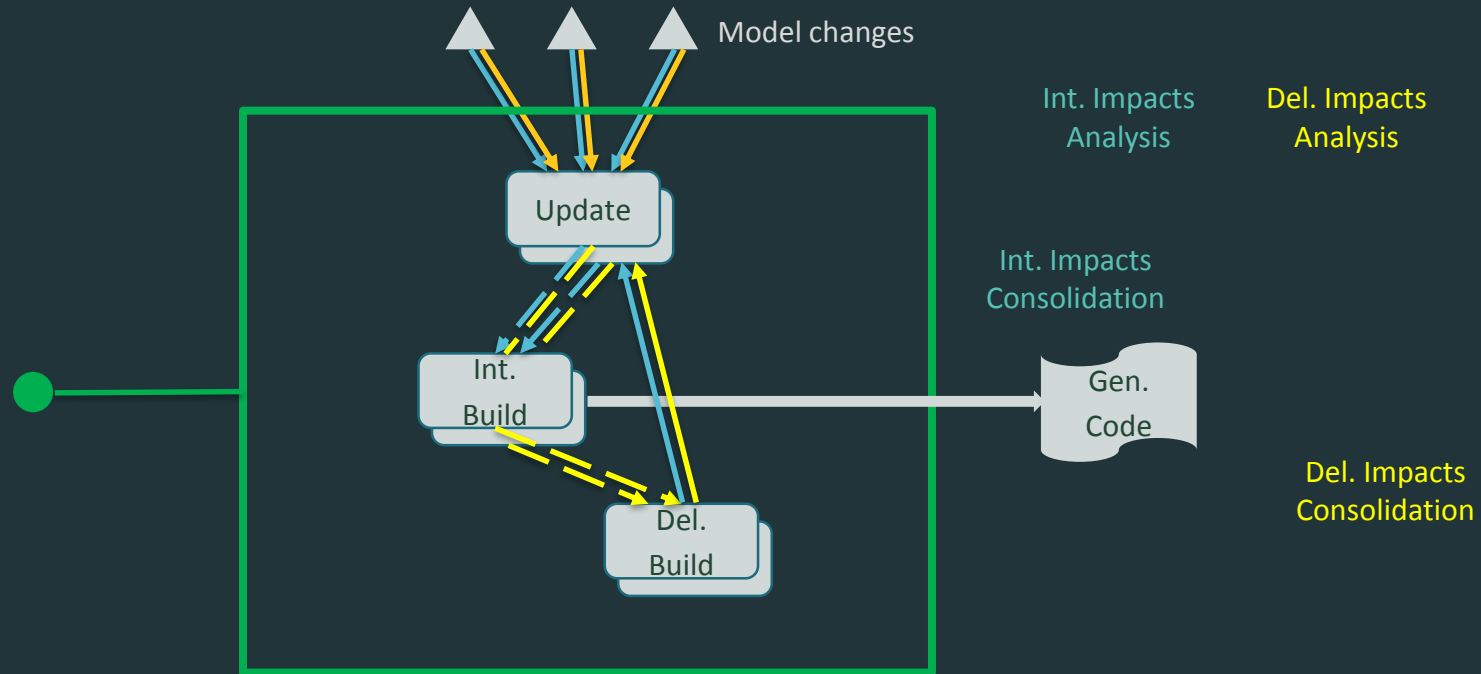 Model changes
Int. Impacts
Analysis
Del. Impacts
Analysis
Update
Int. Impacts
Consolidation
Int.
Build
Gen.
Code
Del. Impacts
Consolidation
Del.
Build